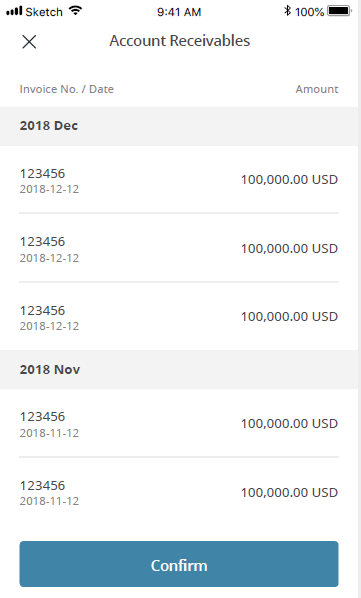 Sketch 9:41 AM 100%
Account Receivables
Invoice No. / Date Amount
2018 Dec
123456
100,000.00 USD
2018-12-12
123456
100,000.00 USD
2018-12-12
123456
100,000.00 USD
2018-12-12
2018 Nov
123456
100,000.00 USD
2018-11-12
123456
100,000.00 USD
2018-11-12
Confirm